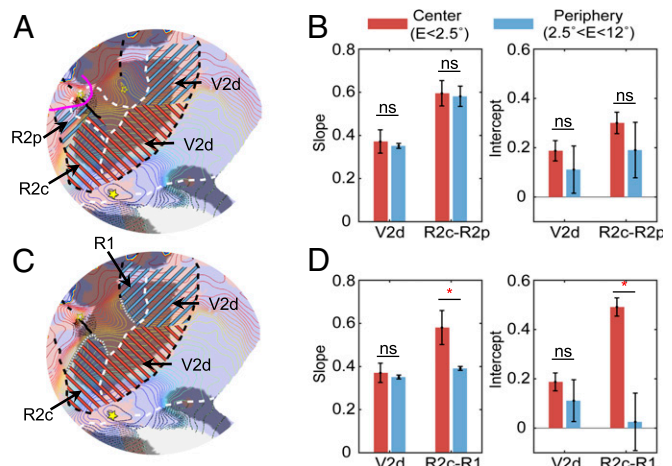 A
V2d
R2p
V2d
R2c
B
Center
(E<2.5°)
Periphery
(2.5°<E<12°)
0.8
0.6
0.4
0.2
0
Slope
ns
ns
V2d
R2c-R2p
0.6
0.4
0.2
0
Intercept
ns
ns
V2d
R2c-R2p
C
R1
V2d
V2d
R2c
D
0.8
0.6
0.4
0.2
0
Slope
ns
*
V2d
R2c-R1
0.6
0.4
0.2
0
Intercept
ns
*
V2d
R2c-R1